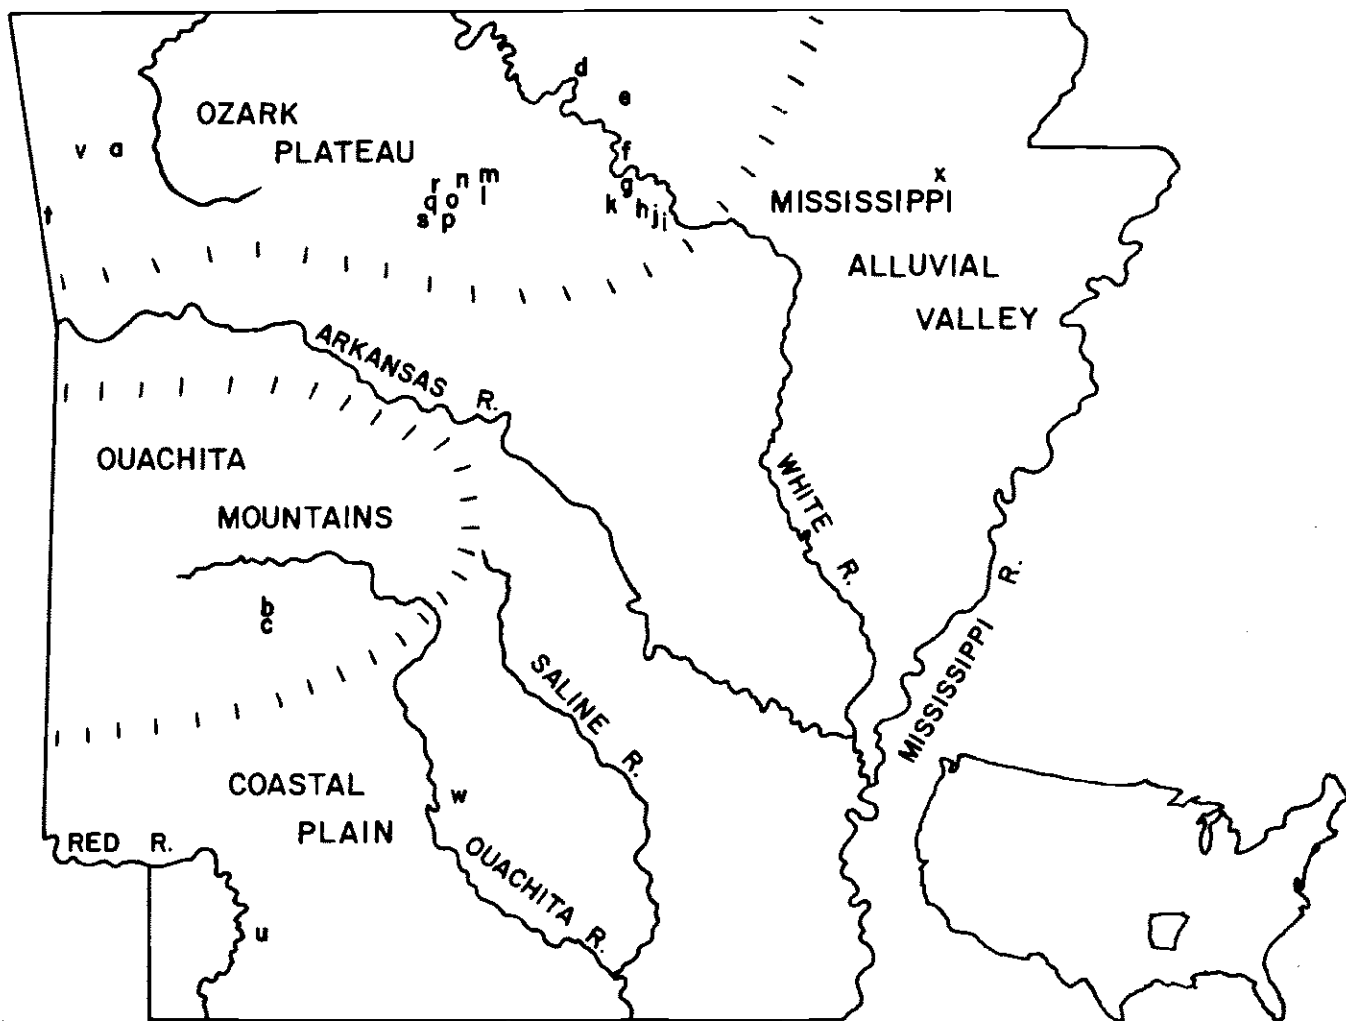 d
e
OZARK
PLATEAU
v a
f
r n m
q o l
s p
g
k h j i
x
MISSISSIPPI
t
ALLUVIAL
VALLEY
ARKANSAS R.
OUACHITA
MOUNTAINS
WHITE R.
b
c
SALINE R.
MISSISSIPPI R.
COASTAL
PLAIN
w
RED R.
OUACHITA R.
u